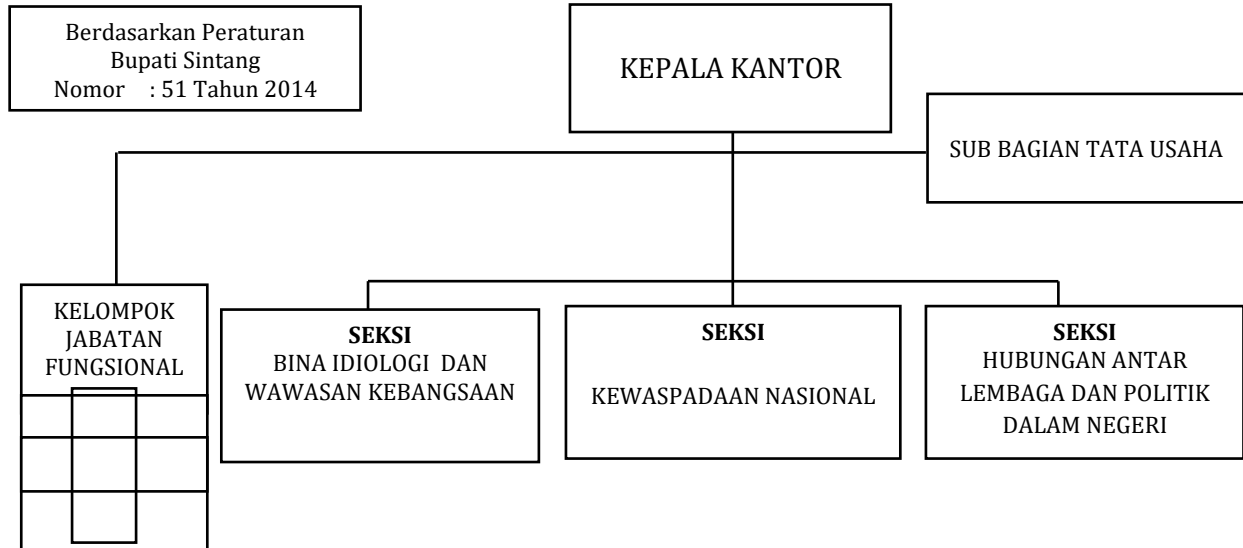 Berdasarkan Peraturan
Bupati Sintang
Nomor : 51 Tahun 2014
KEPALA KANTOR
SUB BAGIAN TATA USAHA
KELOMPOK
JABATAN
FUNGSIONAL
SEKSI
BINA IDIOLOGI DAN
WAWASAN KEBANGSAAN
SEKSI
KEWASPADAAN NASIONAL
SEKSI
HUBUNGAN ANTAR
LEMBAGA DAN POLITIK
DALAM NEGERI